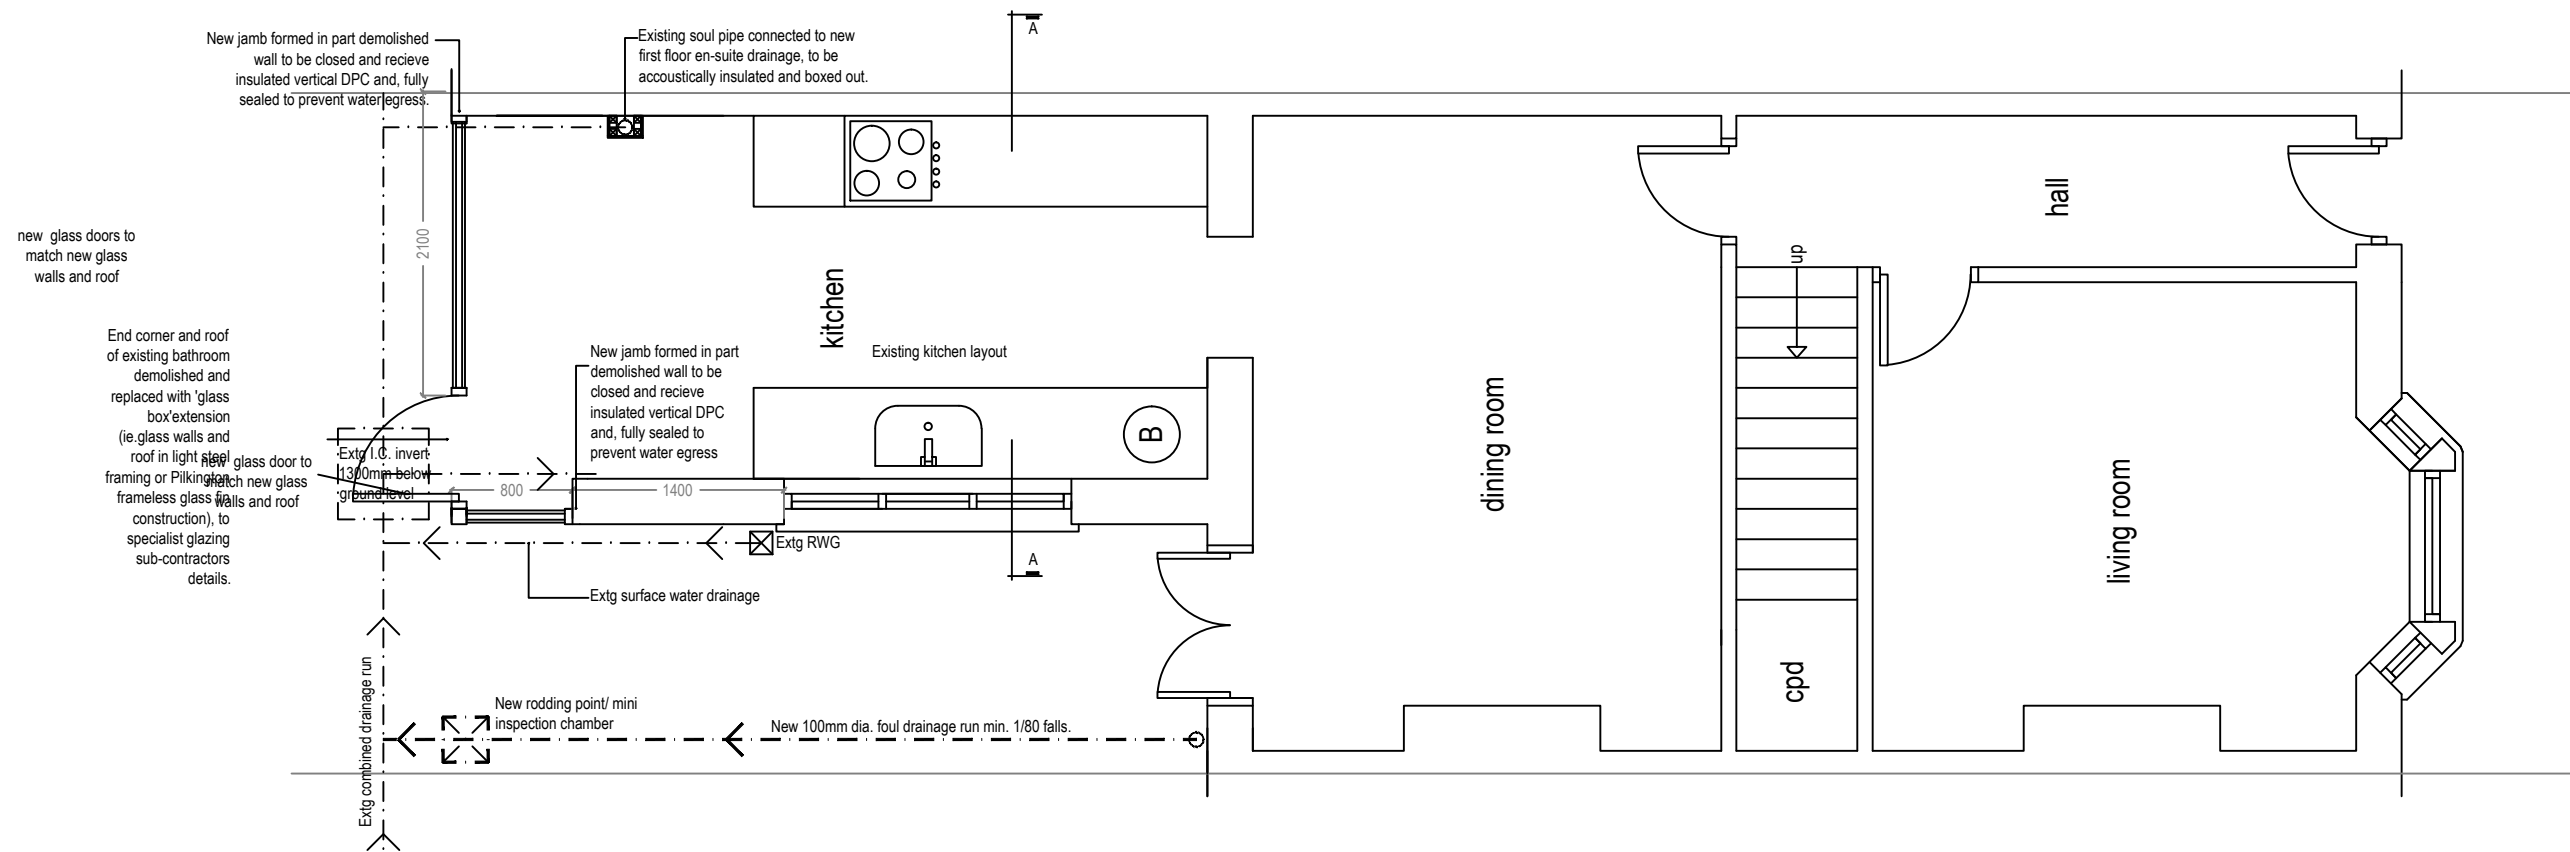 New jamb formed in part demolished
wall to be closed and recieve
insulated vertical DPC and, fully
sealed to prevent water egress.
Existing soul pipe connected to new
first floor en-suite drainage, to be
accoustically insulated and boxed out.
A
new glass doors to
match new glass
walls and roof
2100
kitchen
hall
up
End corner and roof
of existing bathroom
demolished and
replaced with 'glass
box'extension
(ie.glass walls and
roof in light steel
framing or Pilkington
frameless glass fin
construction), to
specialist glazing
sub-contractors
details.
new glass door to
match new glass
walls and roof
Extg I.C. invert
1300mm below
ground level
New jamb formed in part
demolished wall to be
closed and recieve
insulated vertical DPC
and, fully sealed to
prevent water egress
Existing kitchen layout
B
800
1400
dining room
living room
Extg RWG
A
Extg surface water drainage
cpd
Extg combined drainage run
New rodding point/ mini
inspection chamber
New 100mm dia. foul drainage run min. 1/80 falls.